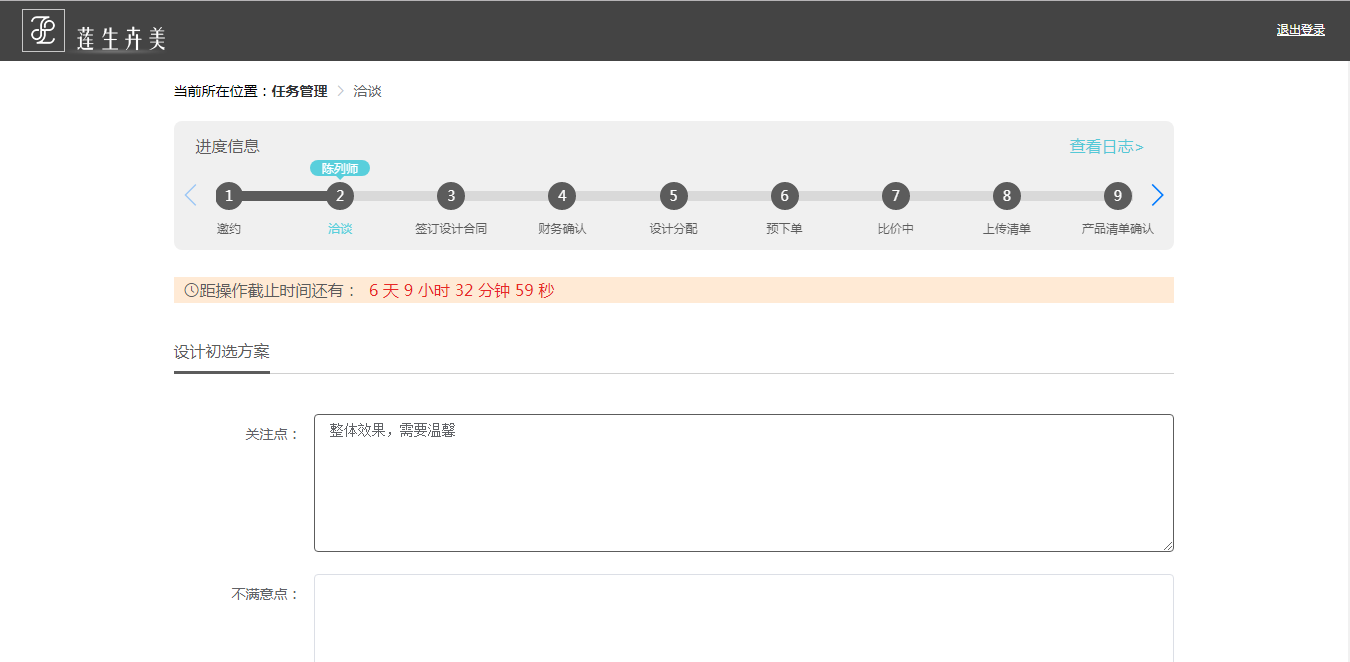 莲生卉美
退出登录
当前所在位置：任务管理 > 洽谈
进度信息
查看日志>
陈列师
1 2 3 4 5 6 7 8 9
邀约 洽谈 签订设计合同 财务确认 设计分配 预下单 比价中 上传清单 产品清单确认
距操作截止时间还有： 6 天 9 小时 32 分钟 59 秒
设计初选方案
关注点：
整体效果，需要温馨
不满意点：